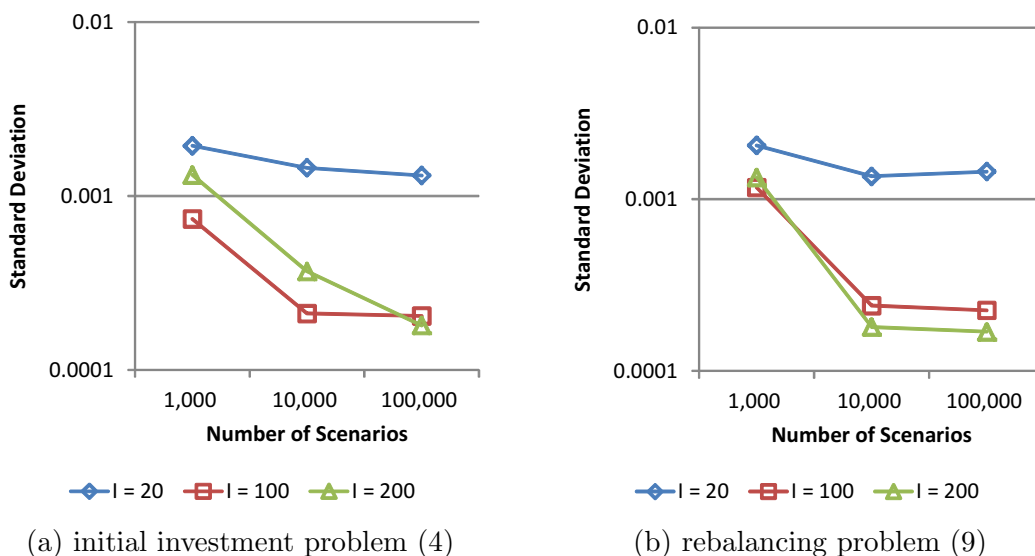 0.01
0.001
0.0001
Standard Deviation
1,000
10,000
100,000
Number of Scenarios
I = 20
I = 100
I = 200
(a) initial investment problem (4)
0.01
0.001
0.0001
Standard Deviation
1,000
10,000
100,000
Number of Scenarios
I = 20
I = 100
I = 200
(b) rebalancing problem (9)